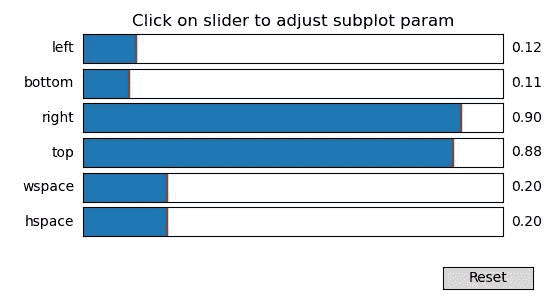 Click on slider to adjust subplot param
left 0.12
bottom 0.11
right 0.90
top 0.88
wspace 0.20
hspace 0.20
Reset